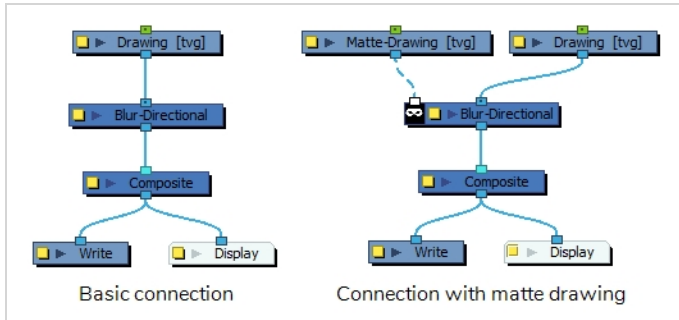 Drawing [tvg]
Blur-Directional
Composite
Write
Display
Basic connection
Matte-Drawing [tvg]
Drawing [tvg]
Blur-Directional
Composite
Write
Display
Connection with matte drawing